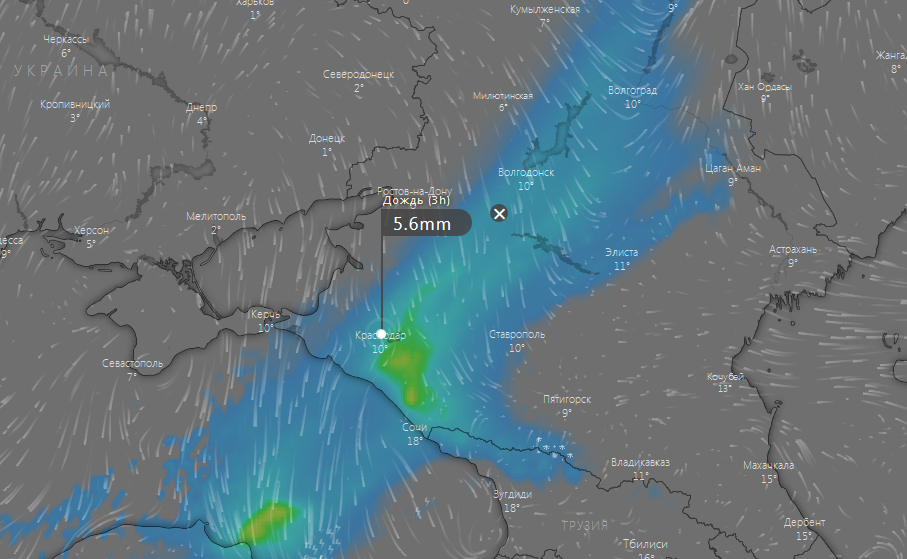 Харьков
1°
0
Кумылженская
7°
9°
Черкассы
6°
УКРАИНА
Северодонецк
2°
Жанга
8°
Кропивницкий
3°
Днепр
4°
Милютинская
6°
Волгоград
10°
Хан Ордасы
9°
Донецк
1°
Волгодонск
10°
Цаган Аман
9°
Ростов-на-Дону
Дождь (3h)
5.6mm
Мелитополь
2°
Херсон
5°
десса
9°
Элиста
11°
Астрахань
9°
Керчь
10°
Краснодар
10°
Ставрополь
10°
Севастополь
7°
Кочубей
13°
Пятигорск
9°
Сочи
18°
Владикавказ
11°
Махачкала
15°
Зугдиди
18°
ГРУЗИЯ
Дербент
15°
Тбилиси
16°